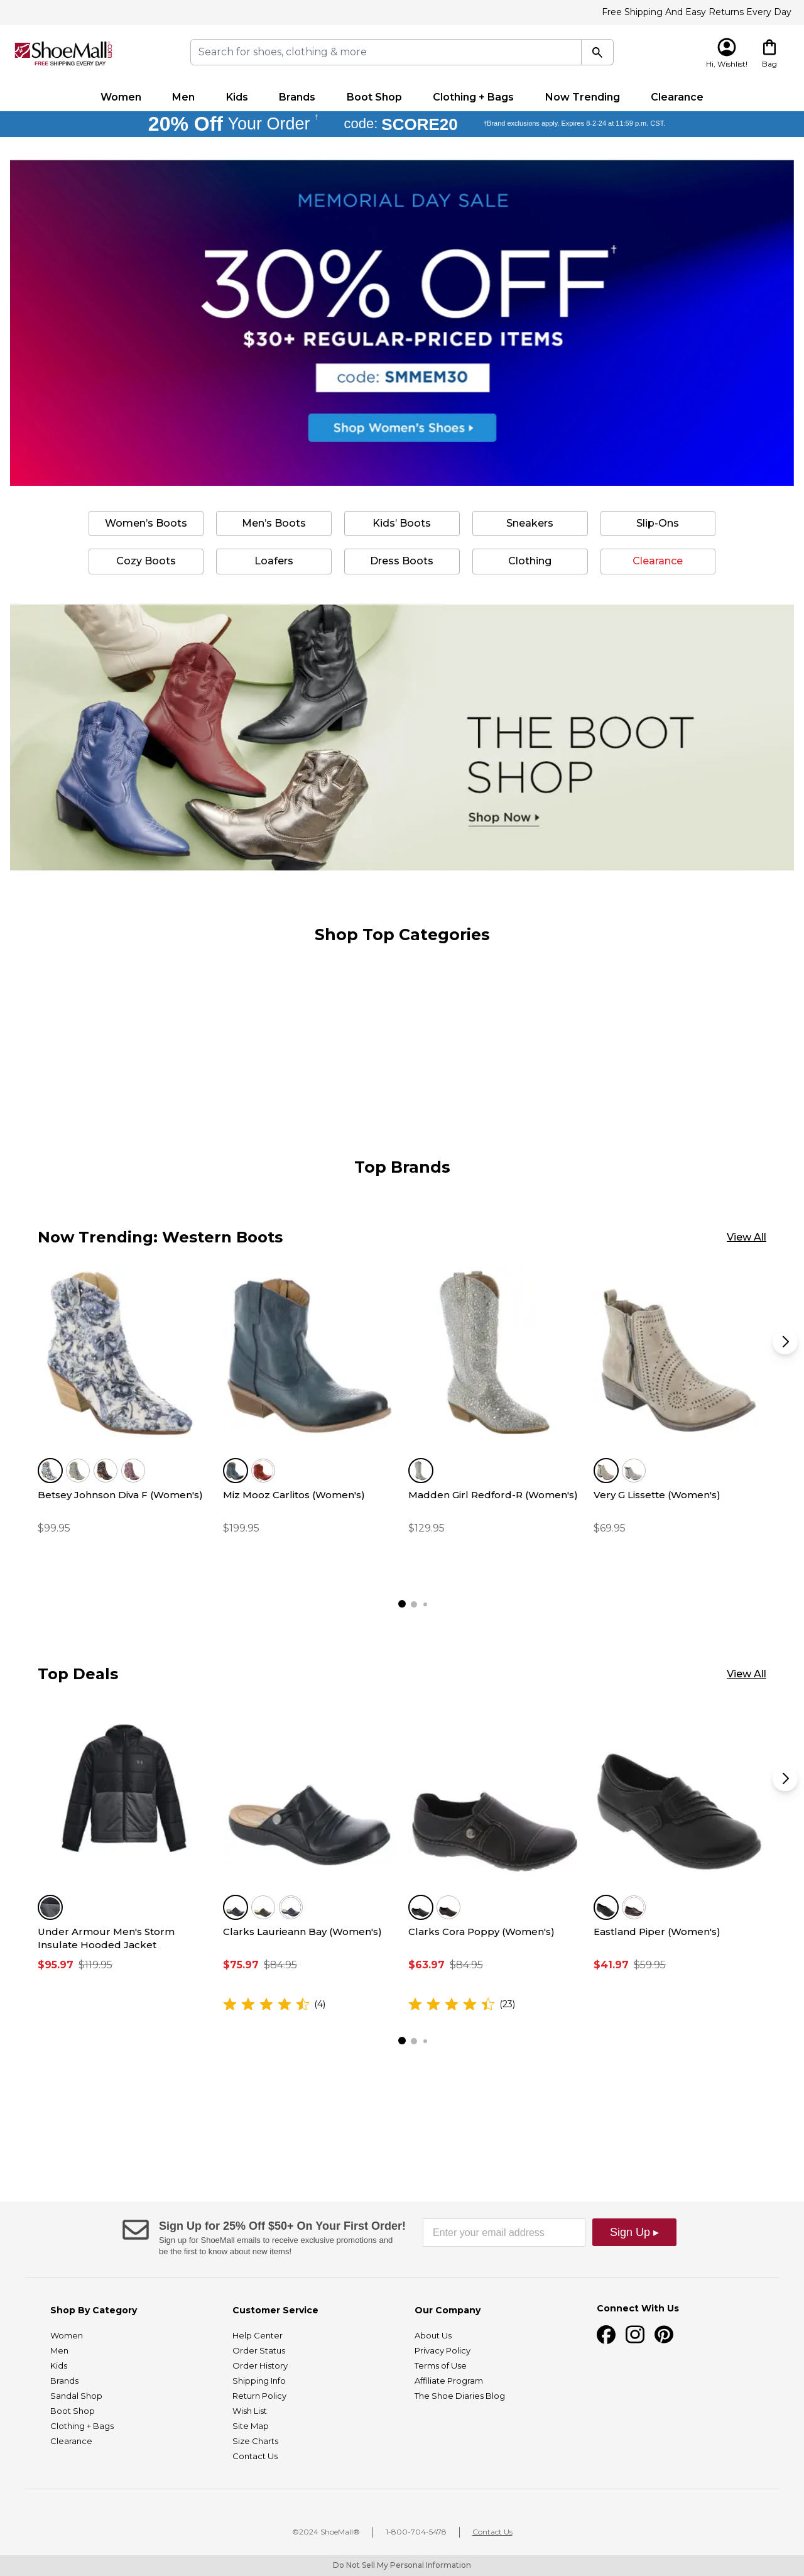 Free Shipping And Easy Returns Every Day
ShoeMall
FREE SHIPPING EVERY DAY
Search for shoes, clothing & more
Hi, Wishlist!
Bag
Women
Men
Kids
Brands
Boot Shop
Clothing + Bags
Now Trending
Clearance
20% Off Your Order † code: SCORE20 †Brand exclusions apply. Expires 8-2-24 at 11:59 p.m. CST.
MEMORIAL DAY SALE
30% OFF†
$30+ REGULAR-PRICED ITEMS
code: SMMEM30
Shop Women's Shoes ▸
Women's Boots
Men's Boots
Kids' Boots
Sneakers
Slip-Ons
Cozy Boots
Loafers
Dress Boots
Clothing
Clearance
THE BOOT
SHOP
Shop Now ▸
Shop Top Categories
Top Brands
Now Trending: Western Boots
View All
Betsey Johnson Diva F (Women's)
$99.95
Miz Mooz Carlitos (Women's)
$199.95
Madden Girl Redford-R (Women's)
$129.95
Very G Lissette (Women's)
$69.95
Top Deals
View All
Under Armour Men's Storm
Insulate Hooded Jacket
$95.97 $119.95
Clarks Laurieann Bay (Women's)
$75.97 $84.95
(4)
Clarks Cora Poppy (Women's)
$63.97 $84.95
(23)
Eastland Piper (Women's)
$41.97 $59.95
Sign Up for 25% Off $50+ On Your First Order!
Sign up for ShoeMall emails to receive exclusive promotions and
be the first to know about new items!
Enter your email address
Sign Up ▸
Shop By Category
Women
Men
Kids
Brands
Sandal Shop
Boot Shop
Clothing + Bags
Clearance
Customer Service
Help Center
Order Status
Order History
Shipping Info
Return Policy
Wish List
Site Map
Size Charts
Contact Us
Our Company
About Us
Privacy Policy
Terms of Use
Affiliate Program
The Shoe Diaries Blog
Connect With Us
©2024 ShoeMall®
1-800-704-5478
Contact Us
Do Not Sell My Personal Information